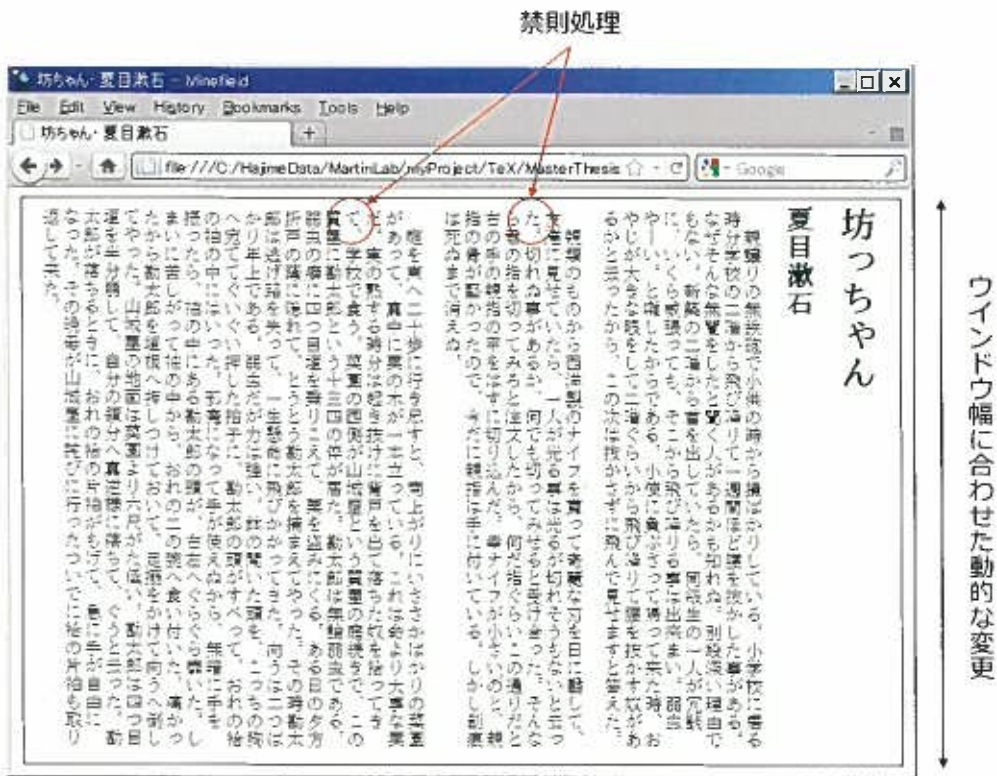 禁則処理
坊ちゃん・夏目漱石 - Minefield
File Edit View History Bookmarks Tools Help
坊ちゃん・夏目漱石
file:///C:/HajimeData/MartinLab/myProject/TeX/MasterThesis
Google
坊っちゃん
夏目漱石
親譲りの無鉄砲で小供の時から損ばかりしている。小学校に居る
時分学校の二階から飛び降りて一週間ほど腰を抜かした事がある。
なぜそんな無闇をしたと聞く人があるかも知れぬ。別段深い理由で
もない。新築の二階から首を出していたら、同級生の一人が冗談
に、いくら威張っても、そこから飛び降りる事は出来まい。弱虫
やーい。と囃したからである。小使に負ぶさって帰って来た時、お
やじが大きな眼をして二階ぐらいから飛び降りて腰を抜かす奴があ
るかと云ったから、この次は抜かさずに飛んで見せますと答えた。
親類のものから西洋製のナイフを貰って奇麗な刃を日に翳して、
友達に見せていたら、一人が光る事は光るが切れそうもないと云っ
た。切れぬ事があるか、何でも切ってみせると受け合った。そんな
ら君の指を切ってみろと注文したから、何だ指ぐらいこの通りだと
右の手の親指の甲をはすに切り込んだ。幸ナイフが小さいのと、親
指の骨が堅かったので、今だに親指は手に付いている。しかし創痕
は死ぬまで消えぬ。
庭を東へ二十歩に行き尽すと、南上がりにいささかばかりの菜園
があって、真中に栗の木が一本立っている。これは命より大事な栗
だ。実の熟する時分は起き抜けに背戸を出て落ちた奴を拾ってき
て、学校で食う。菜園の西側が山城屋という質屋の庭続きで、この
質屋に勘太郎という十三四の倅が居た。勘太郎は無論弱虫である。
弱虫の癖に四つ目垣を乗りこえて、栗を盗みにくる。ある日の夕方
折戸の蔭に隠れて、とうとう勘太郎を捕まえてやった。その時勘太
郎は逃げ路を失って、一生懸命に飛びかかってきた。向うは二つば
かり年上である。弱虫だが力は強い。鉢の開いた頭を、こっちの胸
へ宛ててぐいぐい押した拍子に、勘太郎の頭がすべって、おれの袷
の袖の中にはいった。邪魔になって手が使えぬから、無暗に手を
振ったら、袖の中にある勘太郎の頭が、右左へぐらぐら靡いた。し
まいに苦しがって袖の中から、おれの二の腕へ食い付いた。痛かっ
たから勘太郎を垣根へ押しつけておいて、足搦をかけて向うへ倒し
てやった。山城屋の地面は菜園より六尺がた低い。勘太郎は四つ目
垣を半分崩して、自分の領分へ真逆様に落ちて、ぐうと云った。勘
太郎が落ちるときに、おれの袷の片袖がもげて、急に手が自由に
なった。その晩母が山城屋に詫びに行ったついでに袷の片袖も取り
返して来た。
ウインドウ幅に合わせた動的な変更